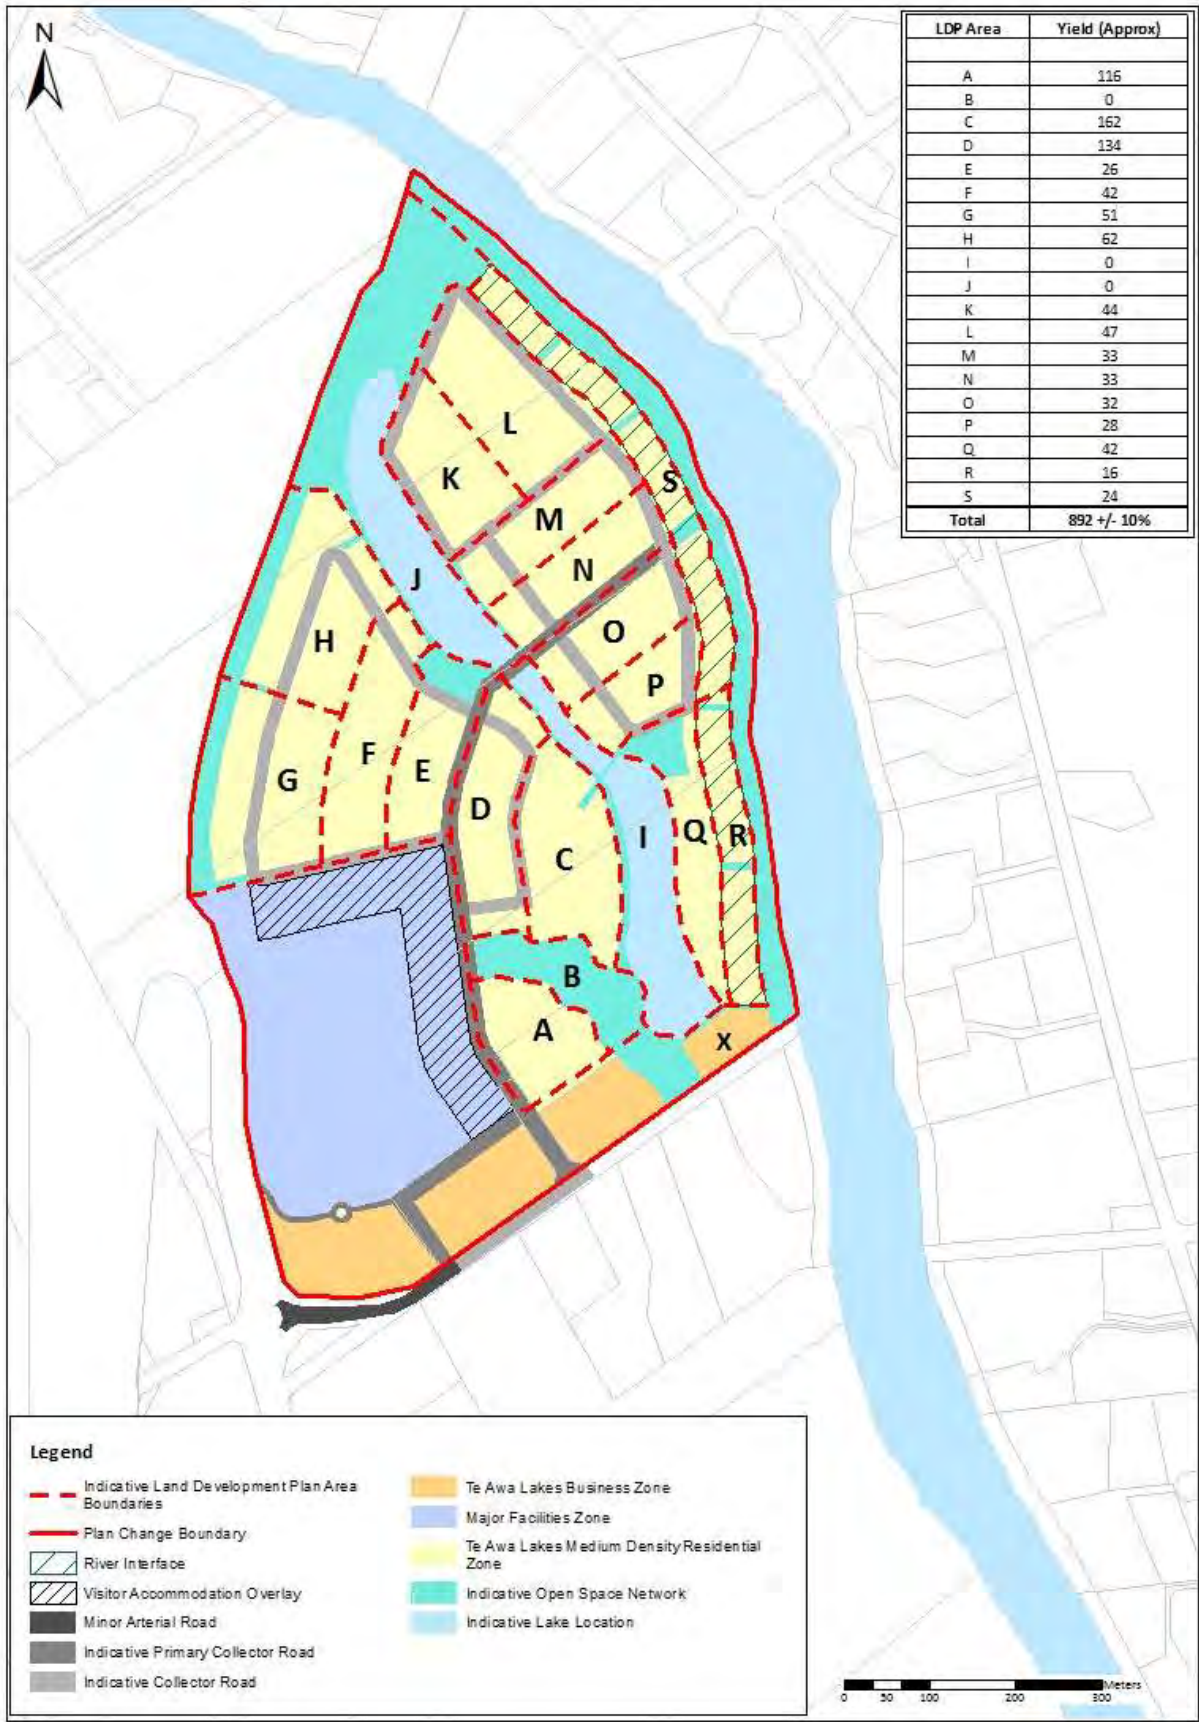 N
LDP Area Yield (Approx)
A 116
B 0
C 162
D 134
E 26
F 42
G 51
H 62
I 0
J 0
K 44
L 47
M 33
N 33
O 32
P 28
Q 42
R 16
S 24
Total 892 +/- 10%
L
K
S
M
N
J
O
H
P
F
E
G
D
Q
R
I
C
B
A
X
Legend
Indicative Land Development Plan Area
Boundaries
Plan Change Boundary
River Interface
Visitor Accommodation Overlay
Minor Arterial Road
Indicative Primary Collector Road
Indicative Collector Road
Te Awa Lakes Business Zone
Major Facilities Zone
Te Awa Lakes Medium Density Residential
Zone
Indicative Open Space Network
Indicative Lake Location
Meters
0 50 100 200 300